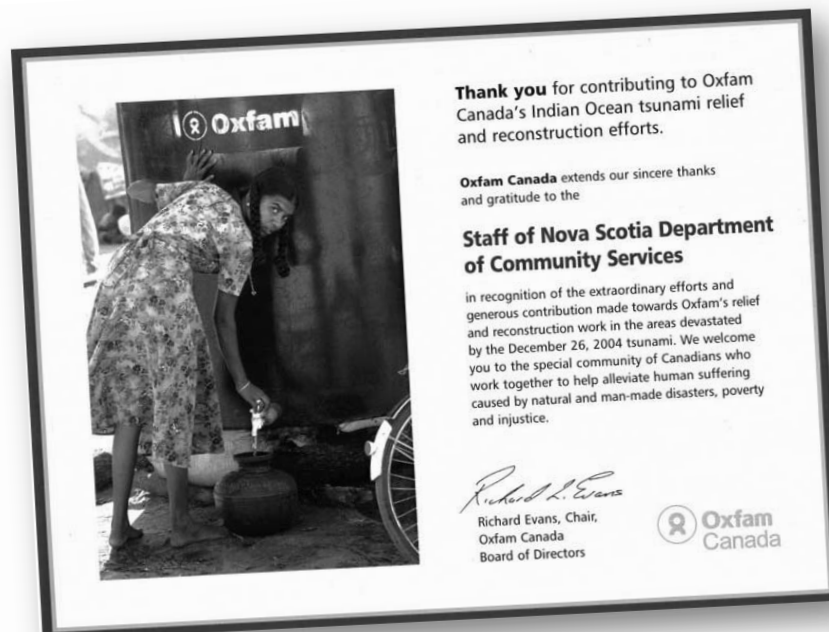 Oxfam
Thank you for contributing to Oxfam
Canada's Indian Ocean tsunami relief
and reconstruction efforts.
Oxfam Canada extends our sincere thanks
and gratitude to the
Staff of Nova Scotia Department
of Community Services
in recognition of the extraordinary efforts and
generous contribution made towards Oxfam's relief
and reconstruction work in the areas devastated
by the December 26, 2004 tsunami. We welcome
you to the special community of Canadians who
work together to help alleviate human suffering
caused by natural and man-made disasters, poverty
and injustice.
Richard L. Evans
Richard Evans, Chair,
Oxfam Canada
Board of Directors
Oxfam
Canada